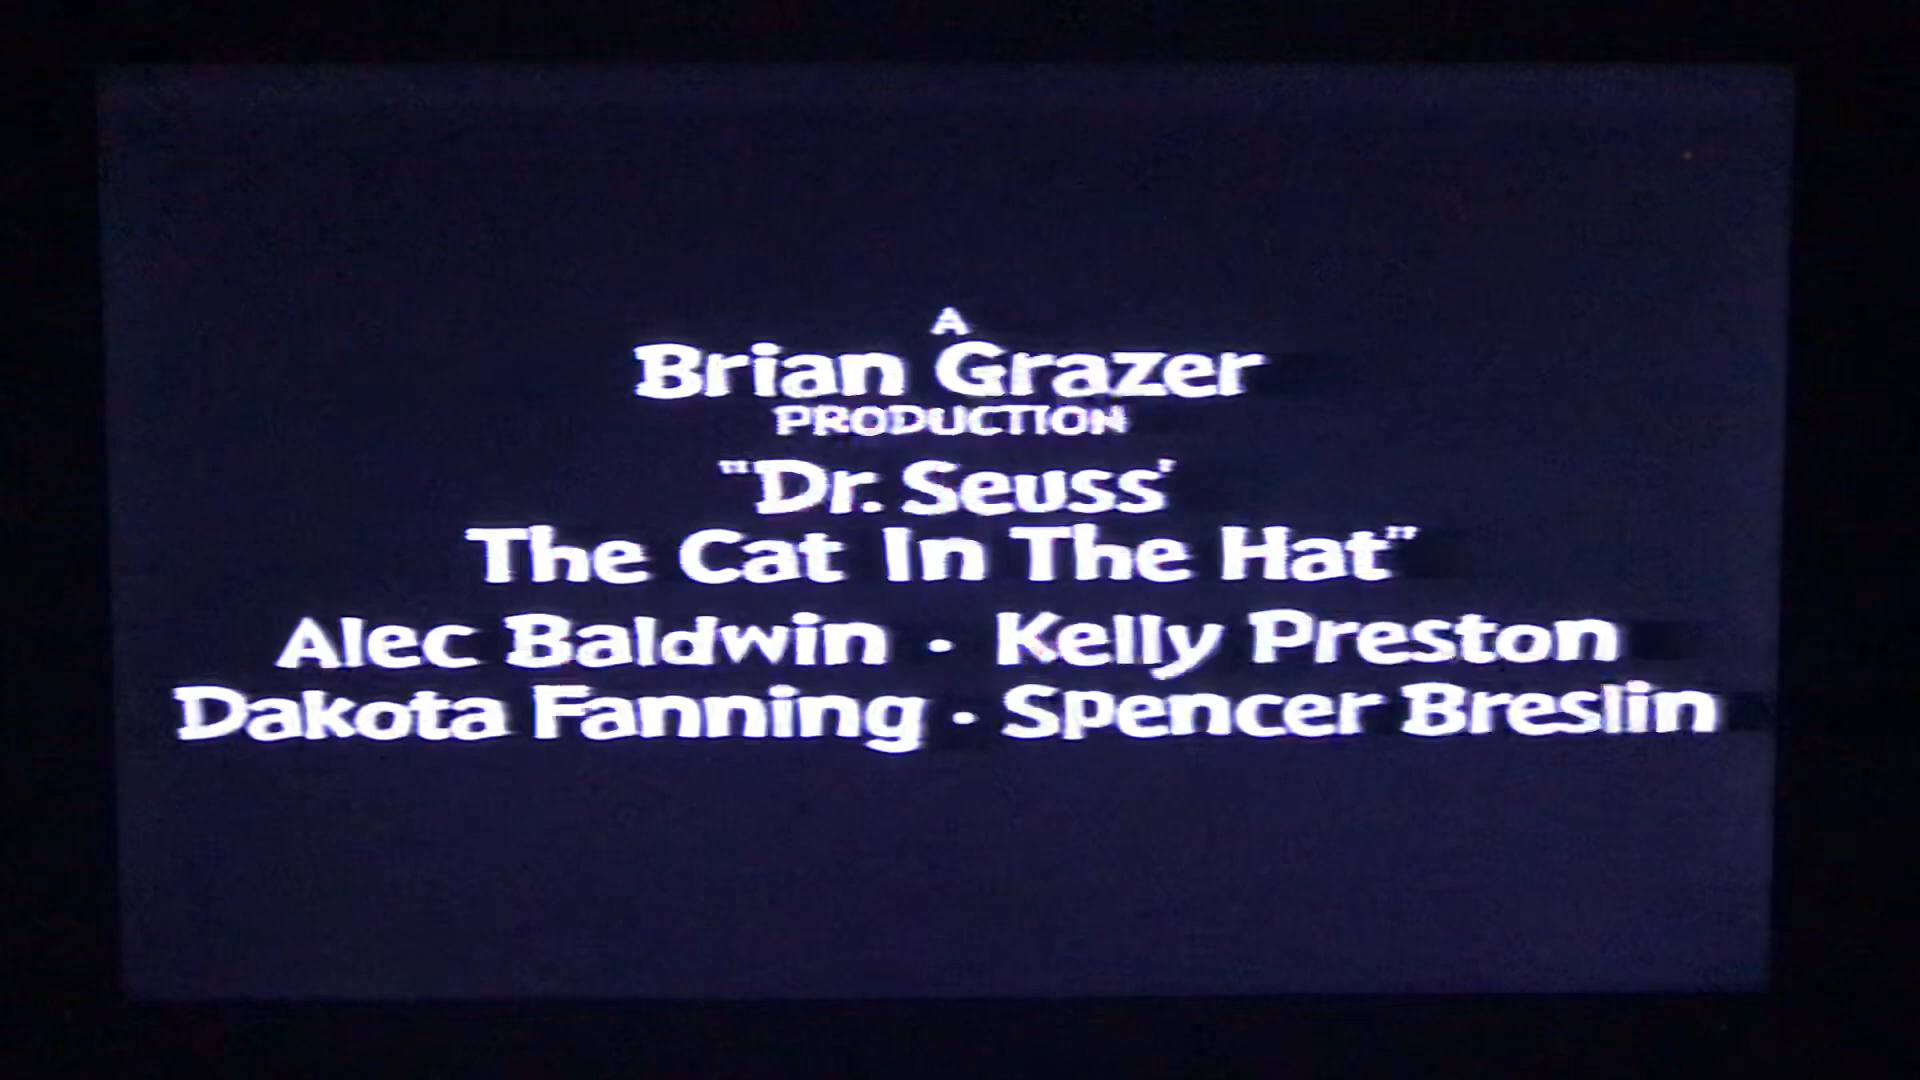 A
Brian Grazer
PRODUCTION
"Dr. Seuss'
The Cat In The Hat"
Alec Baldwin • Kelly Preston
Dakota Fanning • Spencer Breslin